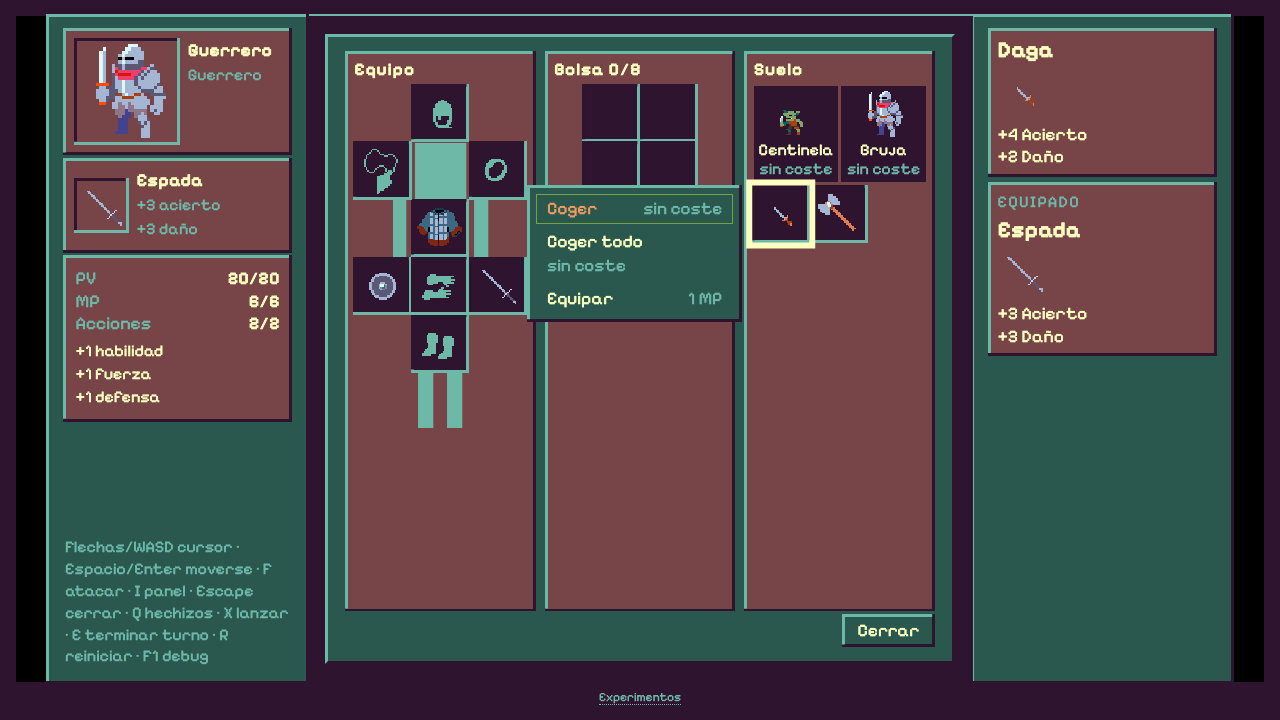 Guerrero
Guerrero
Espada
+3 acierto
+3 daño
PV 80/80
MP 6/6
Acciones 2/2
+1 habilidad
+1 fuerza
+1 defensa
Flechas/WASD cursor ·
Espacio/Enter moverse · F
atacar · I panel · Escape
cerrar · Q hechizos · X lanzar
· E terminar turno · R
reiniciar · F1 debug
Equipo
Bolsa 0/8
Suelo
Centinela
sin coste
Bruja
sin coste
Coger sin coste
Coger todo
sin coste
Equipar 1 MP
Cerrar
Daga
+4 Acierto
+2 Daño
EQUIPADO
Espada
+3 Acierto
+3 Daño
Experimentos